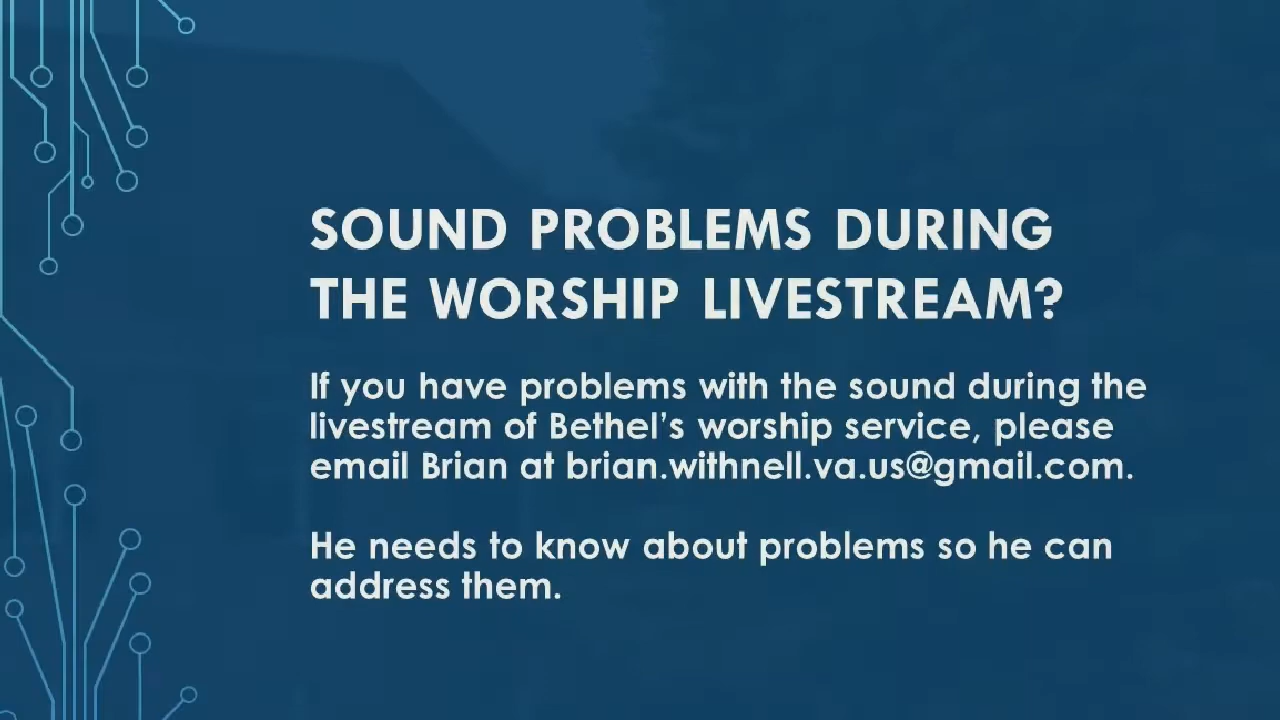 SOUND PROBLEMS DURING
THE WORSHIP LIVESTREAM?
If you have problems with the sound during the
livestream of Bethel’s worship service, please
email Brian at brian.withnell.va.us@gmail.com.
He needs to know about problems so he can
address them.